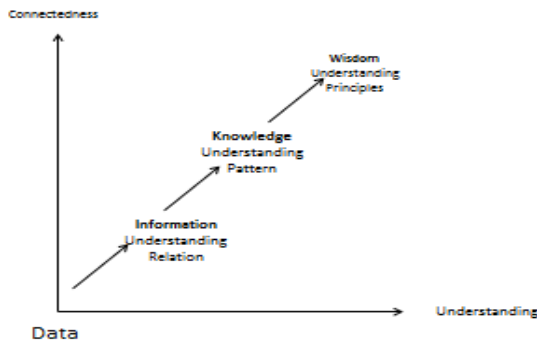 Connectedness
Wisdom
Understanding
Principles
Knowledge
Understanding
Pattern
Information
Understanding
Relation
Understanding
Data